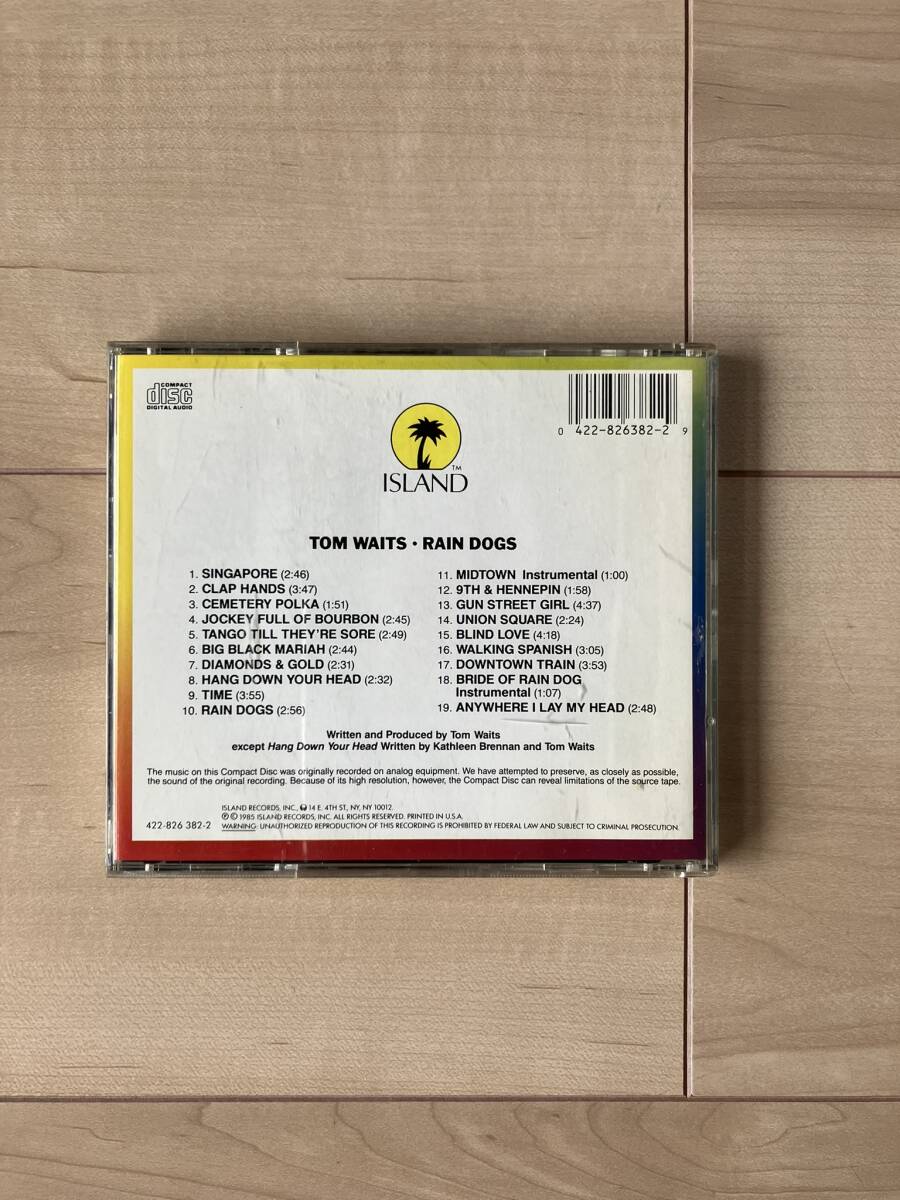 COMPACT
disc
DIGITAL AUDIO
0 422-826382-2 9
TM
ISLAND
TOM WAITS • RAIN DOGS
1. SINGAPORE (2:46)
2. CLAP HANDS (3:47)
3. CEMETERY POLKA (1:51)
4. JOCKEY FULL OF BOURBON (2:45)
5. TANGO TILL THEY'RE SORE (2:49)
6. BIG BLACK MARIAH (2:44)
7. DIAMONDS & GOLD (2:31)
8. HANG DOWN YOUR HEAD (2:32)
9. TIME (3:55)
10. RAIN DOGS (2:56)
11. MIDTOWN Instrumental (1:00)
12. 9TH & HENNEPIN (1:58)
13. GUN STREET GIRL (4:37)
14. UNION SQUARE (2:24)
15. BLIND LOVE (4:18)
16. WALKING SPANISH (3:05)
17. DOWNTOWN TRAIN (3:53)
18. BRIDE OF RAIN DOG
Instrumental (1:07)
19. ANYWHERE I LAY MY HEAD (2:48)
Written and Produced by Tom Waits
except Hang Down Your Head Written by Kathleen Brennan and Tom Waits
The music on this Compact Disc was originally recorded on analog equipment. We have attempted to preserve, as closely as possible,
the sound of the original recording. Because of its high resolution, however, the Compact Disc can reveal limitations of the source tape.
ISLAND RECORDS, INC., 14 E. 4TH ST., NY, NY 10012.
℗ © 1985 ISLAND RECORDS, INC. ALL RIGHTS RESERVED. PRINTED IN U.S.A.
422-826 382-2 WARNING: UNAUTHORIZED REPRODUCTION OF THIS RECORDING IS PROHIBITED BY FEDERAL LAW AND SUBJECT TO CRIMINAL PROSECUTION.